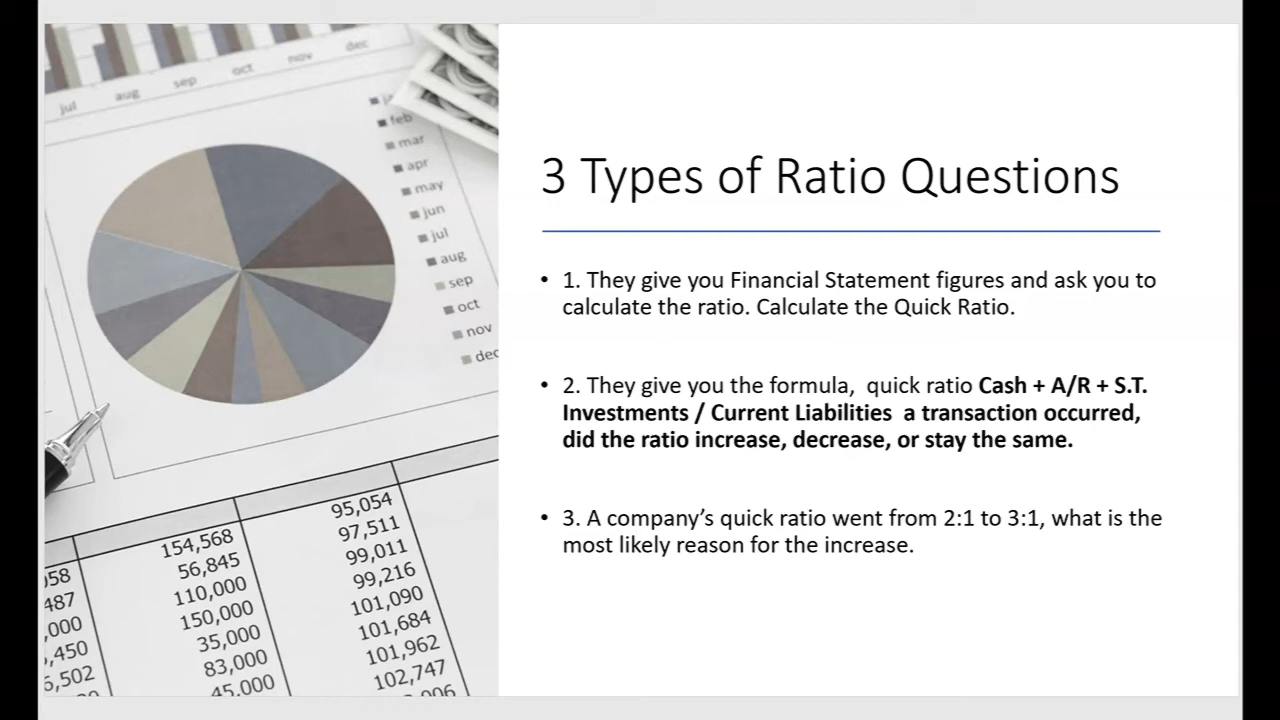 jul aug sep oct nov dec
feb
mar
apr
may
jun
jul
aug
sep
oct
nov
dec
3 Types of Ratio Questions
• 1. They give you Financial Statement figures and ask you to
calculate the ratio. Calculate the Quick Ratio.
• 2. They give you the formula,  quick ratio Cash + A/R + S.T.
Investments / Current Liabilities  a transaction occurred,
did the ratio increase, decrease, or stay the same.
• 3. A company’s quick ratio went from 2:1 to 3:1, what is the
most likely reason for the increase.
95,054
154,568 97,511
56,845 99,011
110,000 99,216
150,000 101,090
35,000 101,684
83,000 101,962
45,000 102,747